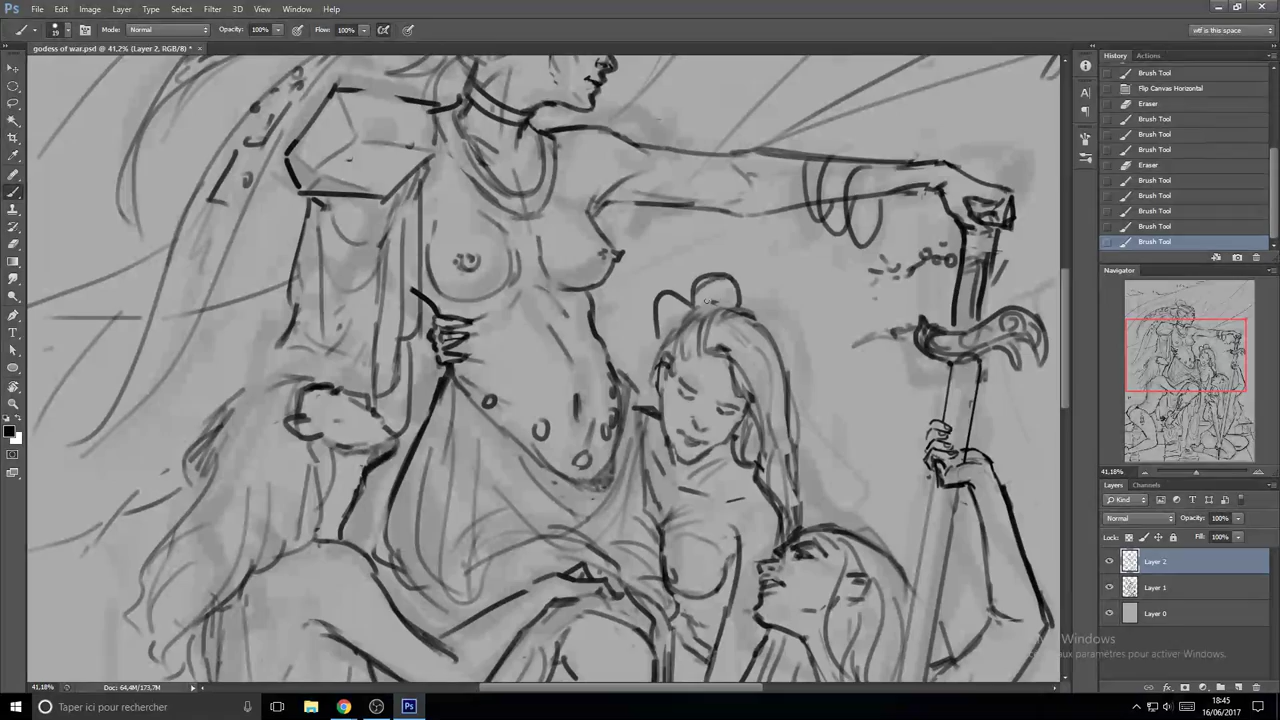 Ps File Edit Image Layer Type Select Filter 3D View Window Help
19 Mode: Normal Opacity: 100% Flow: 100% wtf is this space
godess of war.psd @ 41,2% (Layer 2, RGB/8) *
History Actions
Brush Tool
Flip Canvas Horizontal
Eraser
Brush Tool
Brush Tool
Brush Tool
Eraser
Brush Tool
Brush Tool
Brush Tool
Brush Tool
Brush Tool
Navigator
41,18%
Layers Channels
Kind
Normal Opacity: 100%
Lock: Fill: 100%
Layer 2
Layer 1
Layer 0
Windows
paramètres pour activer Windows.
41,18% Doc: 64,4M/173,7M
Taper ici pour rechercher
18:45
16/06/2017